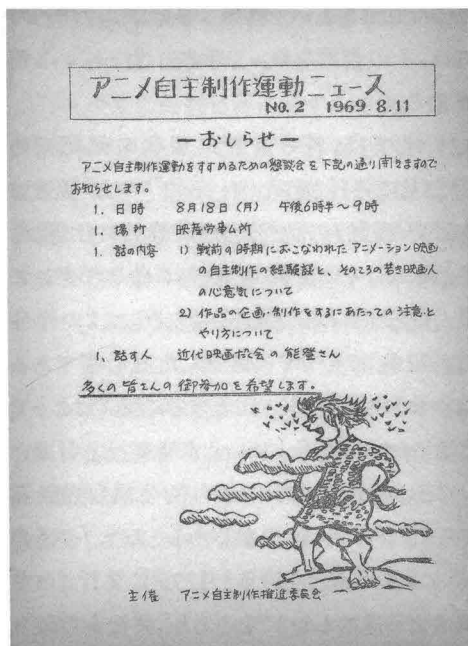 アニメ自主制作運動ニュース
NO.2 1969.8.11
―おしらせ―
アニメ自主制作運動をすすめるための懇談会を下記の通り開きますので
お知らせします。
1. 日時 8月18日(月) 午後6時半~9時
1. 場所 映産労事ム所
1. 話の内容 1) 戦前の時期におこなわれたアニメーション映画
の自主制作の経験談と、そのころの若き映画人
の心意気について
2) 作品の企画・制作をするにあたっての注意と
やり方について
1. 話す人 近代映画協会の能登さん
多くの皆さんの御参加を希望します。
主催 アニメ自主制作推進委員会